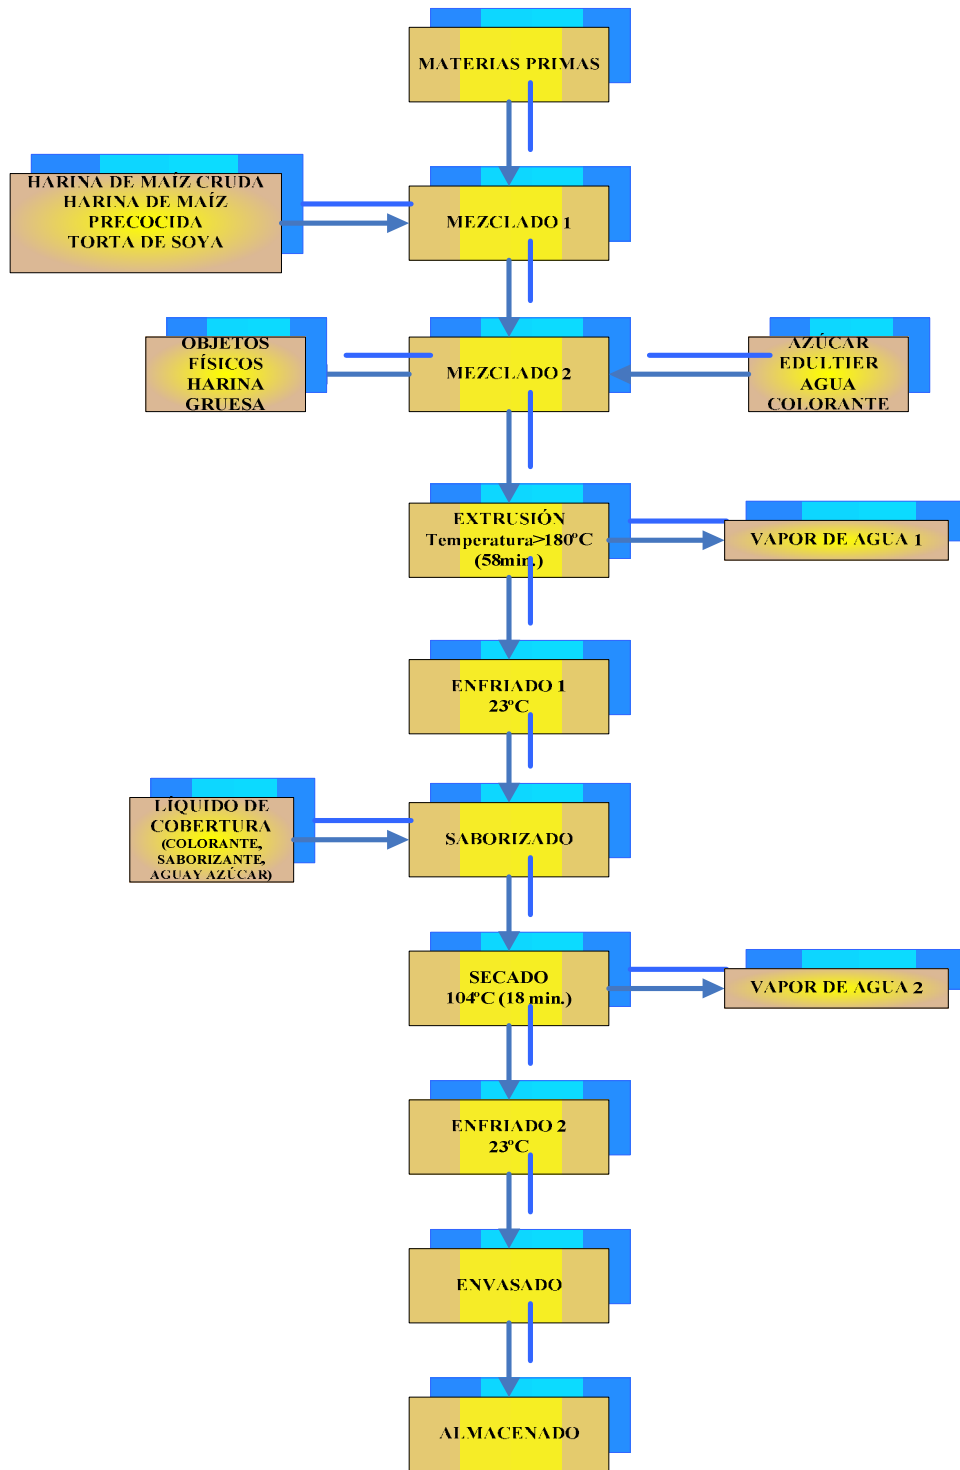 MATERIAS PRIMAS
HARINA DE MAÍZ CRUDA
HARINA DE MAÍZ
PRECOCIDA
TORTA DE SOYA
MEZCLADO 1
OBJETOS
FÍSICOS
HARINA
GRUESA
MEZCLADO 2
AZÚCAR
EDULTIER
AGUA
COLORANTE
EXTRUSIÓN
Temperatura>180ºC
(58min.)
VAPOR DE AGUA 1
ENFRIADO 1
23ºC
LÍQUIDO DE
COBERTURA
(COLORANTE,
SABORIZANTE,
AGUAY AZÚCAR)
SABORIZADO
SECADO
104ºC (18 min.)
VAPOR DE AGUA 2
ENFRIADO 2
23ºC
ENVASADO
ALMACENADO